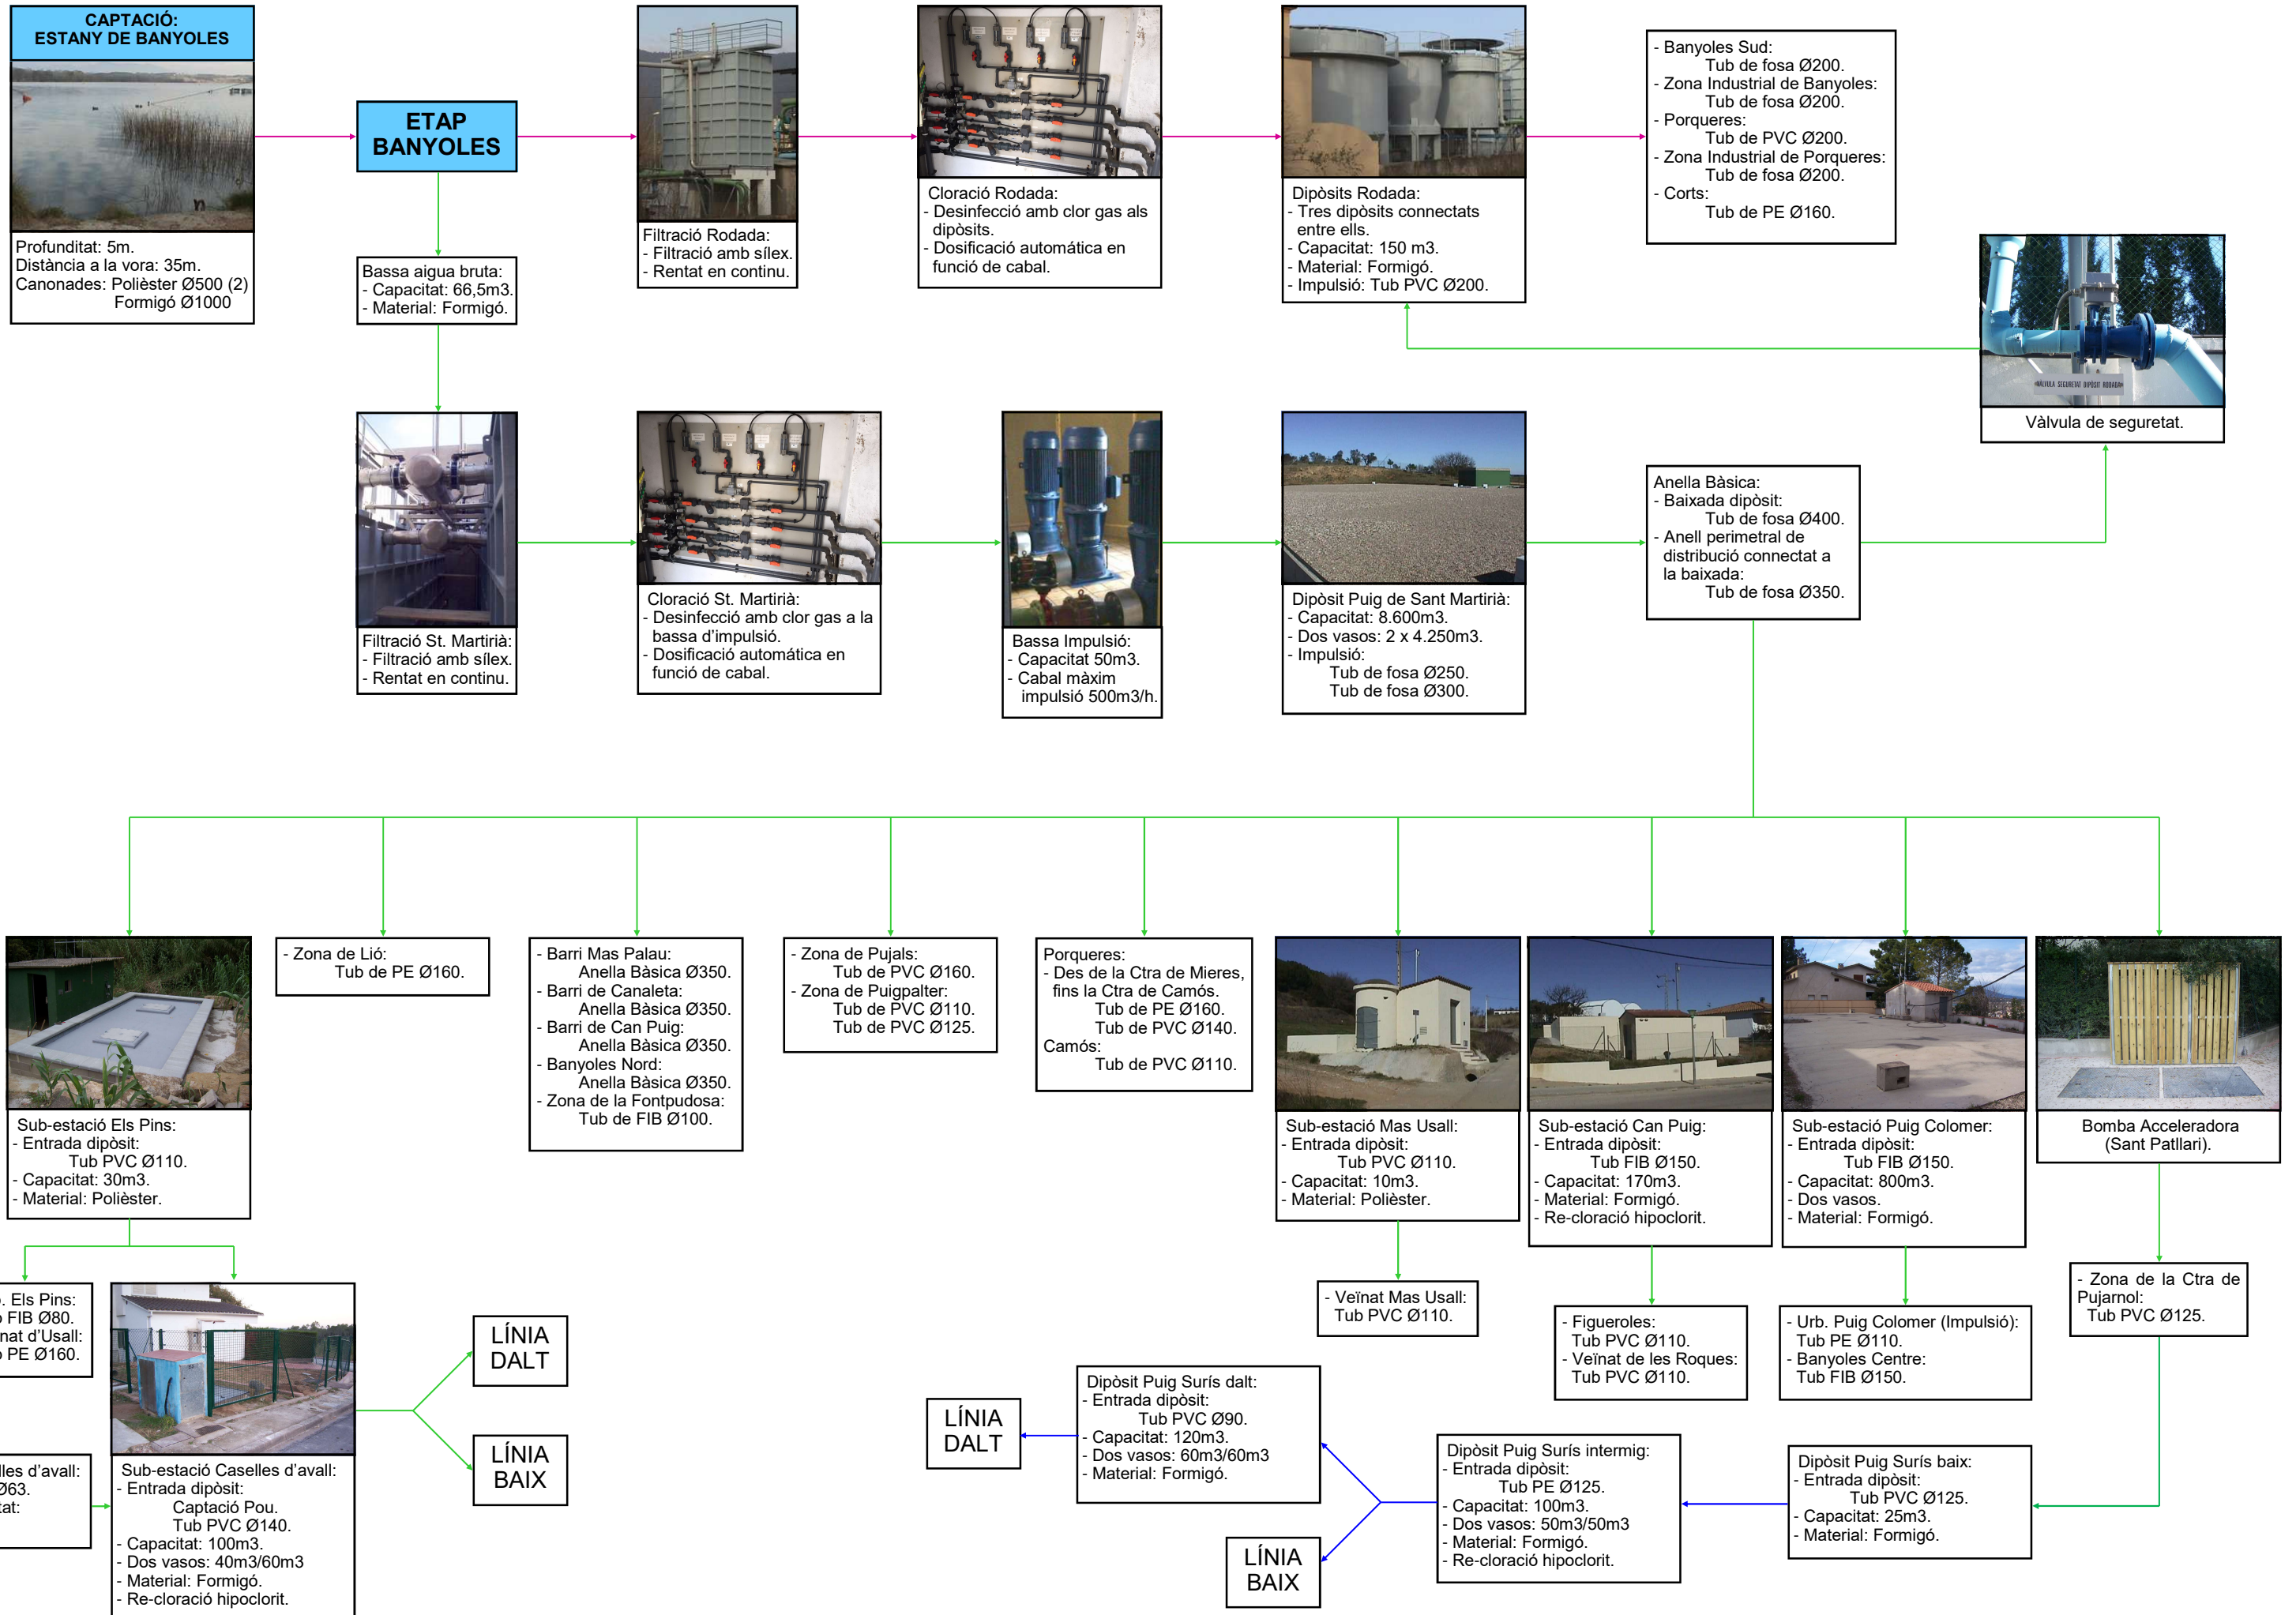 CAPTACIÓ:
ESTANY DE BANYOLES
Profunditat: 5m.
Distància a la vora: 35m.
Canonades: Polièster Ø500 (2)
Formigó Ø1000
ETAP
BANYOLES
Bassa aigua bruta:
- Capacitat: 66,5m3.
- Material: Formigó.
Filtració Rodada:
- Filtració amb sílex.
- Rentat en continu.
Cloració Rodada:
- Desinfecció amb clor gas als
dipòsits.
- Dosificació automática en
funció de cabal.
Dipòsits Rodada:
- Tres dipòsits connectats
entre ells.
- Capacitat: 150 m3.
- Material: Formigó.
- Impulsió: Tub PVC Ø200.
- Banyoles Sud:
Tub de fosa Ø200.
- Zona Industrial de Banyoles:
Tub de fosa Ø200.
- Porqueres:
Tub de PVC Ø200.
- Zona Industrial de Porqueres:
Tub de fosa Ø200.
- Corts:
Tub de PE Ø160.
VÀLVULA SEGURETAT DIPÒSIT RODADA
Vàlvula de seguretat.
Filtració St. Martirià:
- Filtració amb sílex.
- Rentat en continu.
Cloració St. Martirià:
- Desinfecció amb clor gas a la
bassa d'impulsió.
- Dosificació automática en
funció de cabal.
Bassa Impulsió:
- Capacitat 50m3.
- Cabal màxim
impulsió 500m3/h.
Dipòsit Puig de Sant Martirià:
- Capacitat: 8.600m3.
- Dos vasos: 2 x 4.250m3.
- Impulsió:
Tub de fosa Ø250.
Tub de fosa Ø300.
Anella Bàsica:
- Baixada dipòsit:
Tub de fosa Ø400.
- Anell perimetral de
distribució connectat a
la baixada:
Tub de fosa Ø350.
Sub-estació Els Pins:
- Entrada dipòsit:
Tub PVC Ø110.
- Capacitat: 30m3.
- Material: Polièster.
- Zona de Lió:
Tub de PE Ø160.
- Barri Mas Palau:
Anella Bàsica Ø350.
- Barri de Canaleta:
Anella Bàsica Ø350.
- Barri de Can Puig:
Anella Bàsica Ø350.
- Banyoles Nord:
Anella Bàsica Ø350.
- Zona de la Fontpudosa:
Tub de FIB Ø100.
- Zona de Pujals:
Tub de PVC Ø160.
- Zona de Puigpalter:
Tub de PVC Ø110.
Tub de PVC Ø125.
Porqueres:
- Des de la Ctra de Mieres,
fins la Ctra de Camós.
Tub de PE Ø160.
Tub de PVC Ø140.
Camós:
Tub de PVC Ø110.
Sub-estació Mas Usall:
- Entrada dipòsit:
Tub PVC Ø110.
- Capacitat: 10m3.
- Material: Polièster.
Sub-estació Can Puig:
- Entrada dipòsit:
Tub FIB Ø150.
- Capacitat: 170m3.
- Material: Formigó.
- Re-cloració hipoclorit.
Sub-estació Puig Colomer:
- Entrada dipòsit:
Tub FIB Ø150.
- Capacitat: 800m3.
- Dos vasos.
- Material: Formigó.
Bomba Acceleradora
(Sant Patllari).
. Els Pins:
FIB Ø80.
nat d'Usall:
PE Ø160.
LÍNIA
DALT
LÍNIA
BAIX
- Veïnat Mas Usall:
Tub PVC Ø110.
- Figueroles:
Tub PVC Ø110.
- Veïnat de les Roques:
Tub PVC Ø110.
- Urb. Puig Colomer (Impulsió):
Tub PE Ø110.
- Banyoles Centre:
Tub FIB Ø150.
- Zona de la Ctra de
Pujarnol:
Tub PVC Ø125.
lles d'avall:
Ø63.
tat:
Sub-estació Caselles d'avall:
- Entrada dipòsit:
Captació Pou.
Tub PVC Ø140.
- Capacitat: 100m3.
- Dos vasos: 40m3/60m3
- Material: Formigó.
- Re-cloració hipoclorit.
LÍNIA
DALT
Dipòsit Puig Surís dalt:
- Entrada dipòsit:
Tub PVC Ø90.
- Capacitat: 120m3.
- Dos vasos: 60m3/60m3
- Material: Formigó.
LÍNIA
BAIX
Dipòsit Puig Surís intermig:
- Entrada dipòsit:
Tub PE Ø125.
- Capacitat: 100m3.
- Dos vasos: 50m3/50m3
- Material: Formigó.
- Re-cloració hipoclorit.
Dipòsit Puig Surís baix:
- Entrada dipòsit:
Tub PVC Ø125.
- Capacitat: 25m3.
- Material: Formigó.